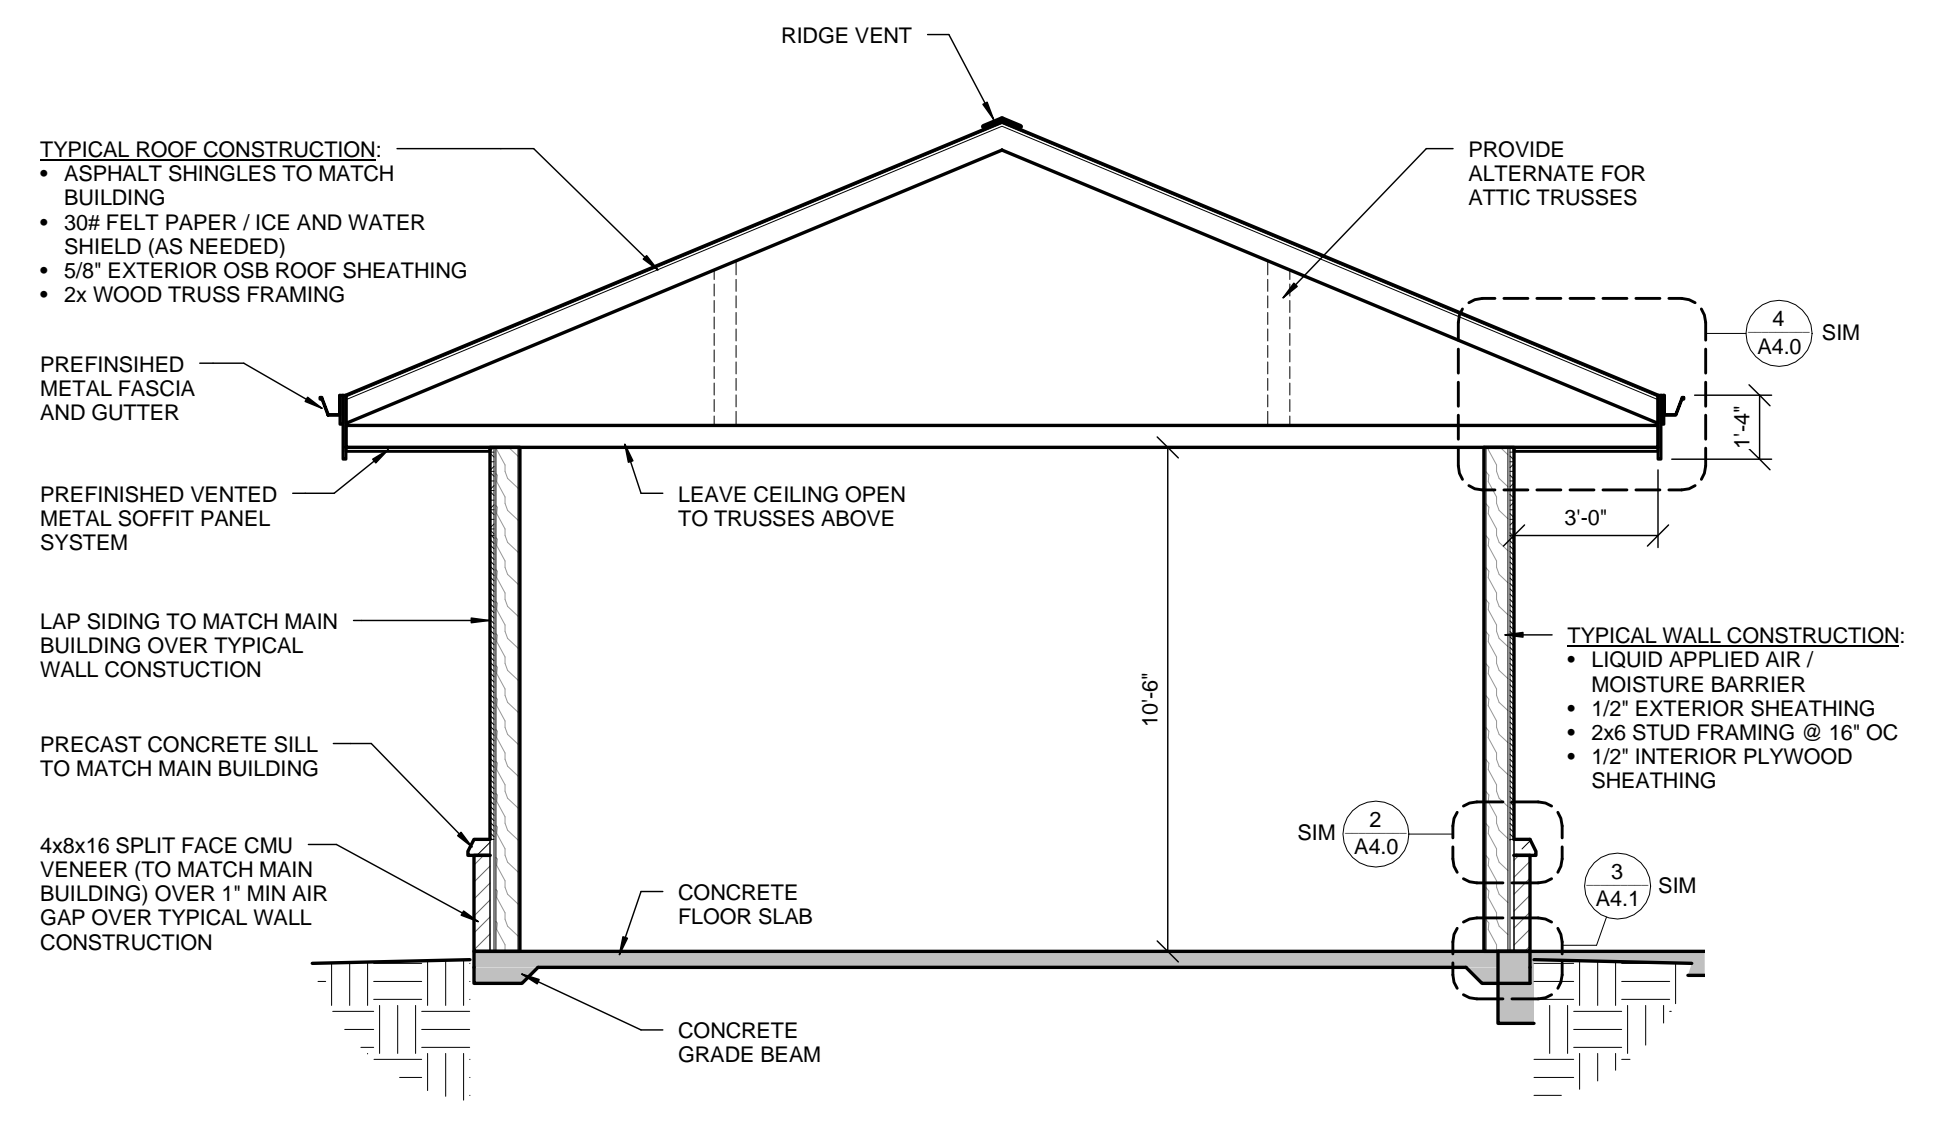 RIDGE VENT
TYPICAL ROOF CONSTRUCTION:
• ASPHALT SHINGLES TO MATCH
BUILDING
• 30# FELT PAPER / ICE AND WATER
SHIELD (AS NEEDED)
• 5/8" EXTERIOR OSB ROOF SHEATHING
• 2x WOOD TRUSS FRAMING
PROVIDE
ALTERNATE FOR
ATTIC TRUSSES
4
A4.0
SIM
PREFINSIHED
METAL FASCIA
AND GUTTER
1'-4"
PREFINISHED VENTED
METAL SOFFIT PANEL
SYSTEM
LEAVE CEILING OPEN
TO TRUSSES ABOVE
3'-0"
LAP SIDING TO MATCH MAIN
BUILDING OVER TYPICAL
WALL CONSTUCTION
10'-6"
TYPICAL WALL CONSTRUCTION:
• LIQUID APPLIED AIR /
MOISTURE BARRIER
• 1/2" EXTERIOR SHEATHING
• 2x6 STUD FRAMING @ 16" OC
• 1/2" INTERIOR PLYWOOD
SHEATHING
PRECAST CONCRETE SILL
TO MATCH MAIN BUILDING
SIM
2
A4.0
4x8x16 SPLIT FACE CMU
VENEER (TO MATCH MAIN
BUILDING) OVER 1" MIN AIR
GAP OVER TYPICAL WALL
CONSTRUCTION
CONCRETE
FLOOR SLAB
3
A4.1
SIM
CONCRETE
GRADE BEAM